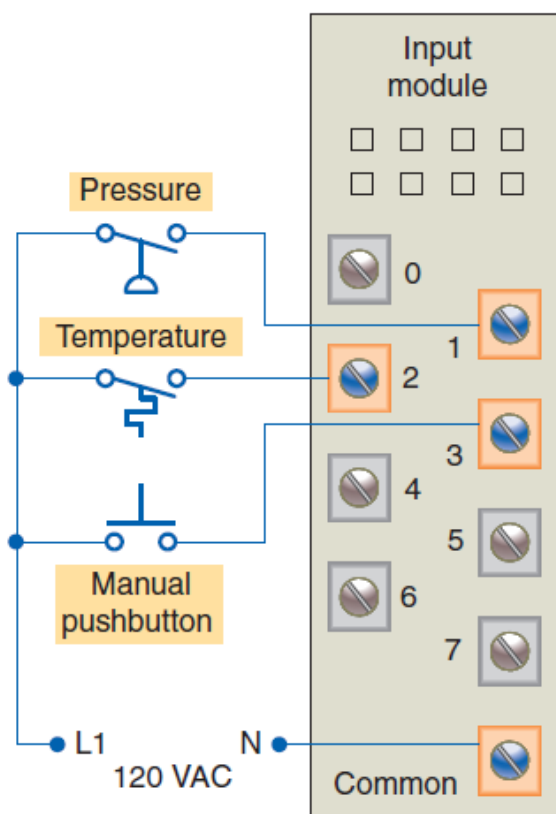 Input
module
Pressure
0
1
Temperature
2
3
4
5
Manual
pushbutton
6
7
L1
N
120 VAC
Common